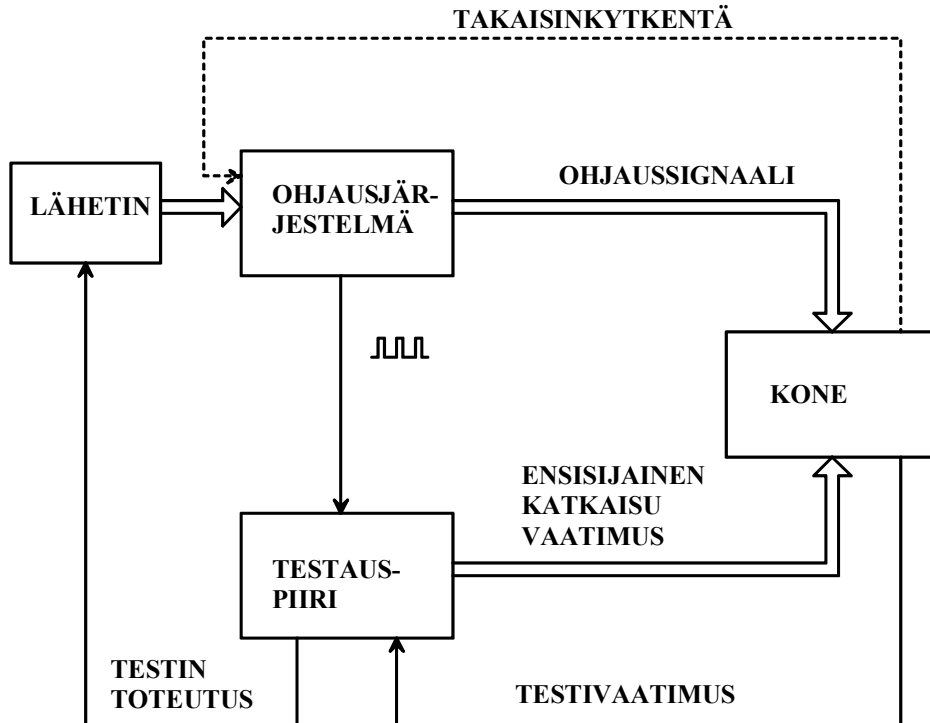 TAKAISINKYTKENTÄ
LÄHETIN
OHJAUSJÄR-
JESTELMÄ
OHJAUSSIGNAALI
KONE
ENSISIJAINEN
KATKAISU
VAATIMUS
TESTAUS-
PIIRI
TESTIN
TOTEUTUS
TESTIVAATIMUS